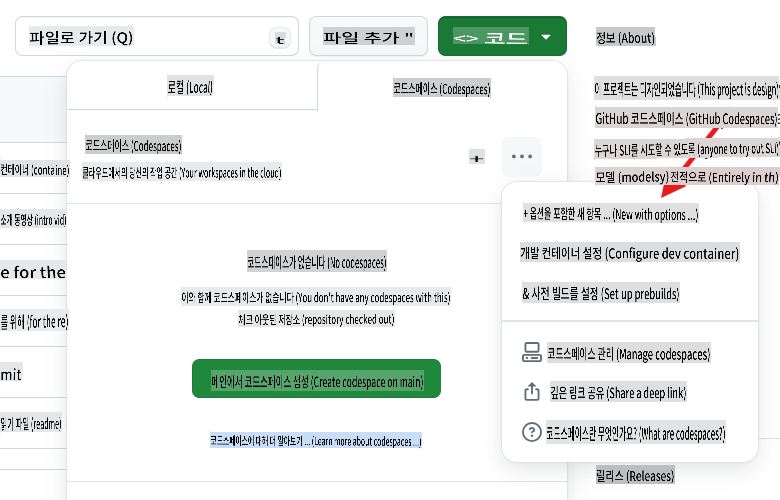 파일로 가기 (Q)
t
파일 추가 "
<> 코드
정보 (About)
로컬 (Local)
코드스페이스 (Codespaces)
이 프로젝트는 디자인되었습니다 (This project is design)
GitHub 코드스페이스 (GitHub Codespaces)
누구나 SLI를 시도할 수 있도록 (anyone to try out SLI)
모델 (modelsy) 전적으로 (Entirely in th)
코드스페이스 (Codespaces)
클라우드에서의 당신의 작업 공간 (Your workspaces in the cloud)
+
...
컨테이너 (containe
소개 동영상 (intro vid)
e for the
를 위해 (for the re)
mit
읽기 파일 (readme)
+ 옵션을 포함한 새 항목 ... (New with options ...)
개발 컨테이너 설정 (Configure dev container)
& 사전 빌드를 설정 (Set up prebuilds)
코드스페이스 관리 (Manage codespaces)
깊은 링크 공유 (Share a deep link)
코드스페이스란 무엇인가요? (What are codespaces?)
코드스페이스가 없습니다 (No codespaces)
이와 함께 코드스페이스가 없습니다 (You don't have any codespaces with this)
체크 아웃된 저장소 (repository checked out)
메인에서 코드스페이스 생성 (Create codespace on main)
코드스페이스에 대해 더 알아보기 ... (Learn more about codespaces ...)
릴리스 (Releases)